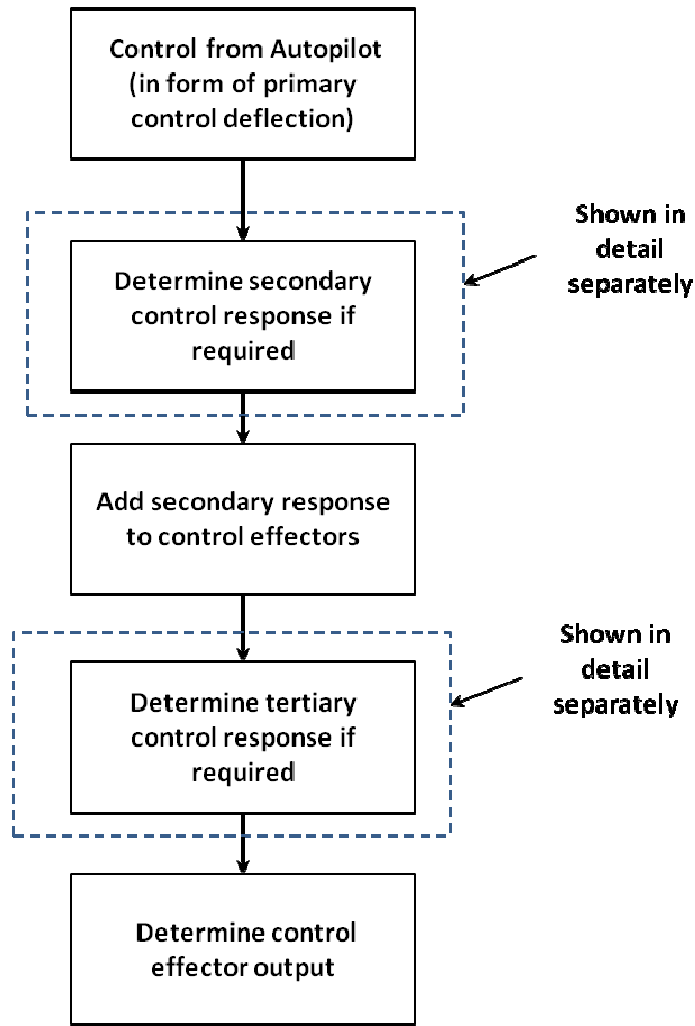 Control from Autopilot
(in form of primary
control deflection)
Shown in
detail
separately
Determine secondary
control response if
required
Add secondary response
to control effectors
Shown in
detail
separately
Determine tertiary
control response if
required
Determine control
effector output